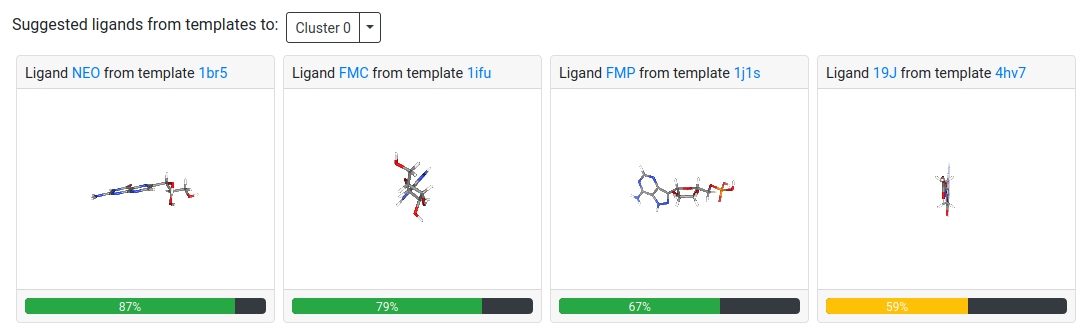 Suggested ligands from templates to: Cluster 0
Ligand NEO from template 1br5
Ligand FMC from template 1ifu
Ligand FMP from template 1j1s
Ligand 19J from template 4hv7
87%
79%
67%
59%